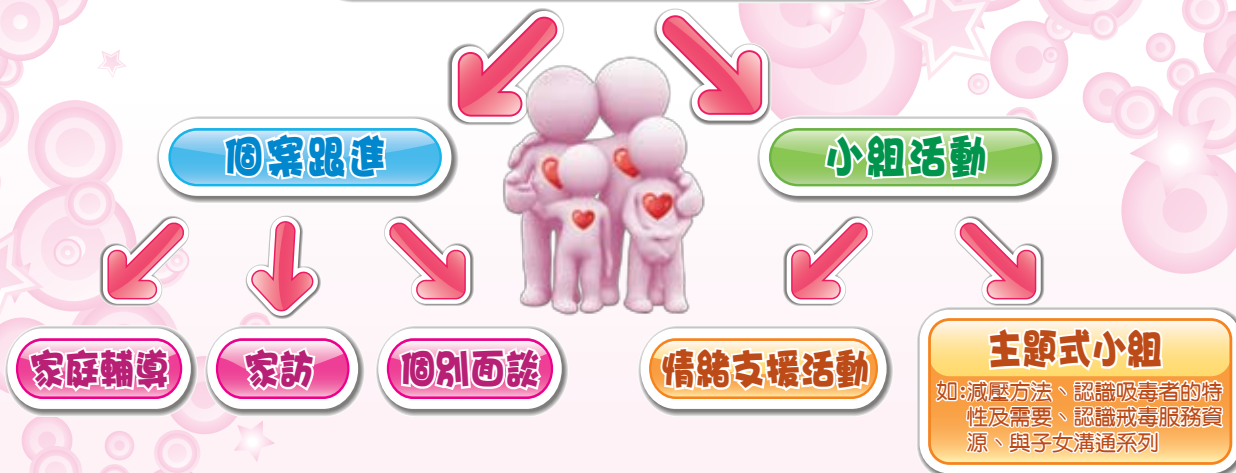 個案跟進
小組活動
家庭輔導
家訪
個別面談
情緒支援活動
主題式小組
如:減壓方法、認識吸毒者的特
性及需要、認識戒毒服務資
源、與子女溝通系列